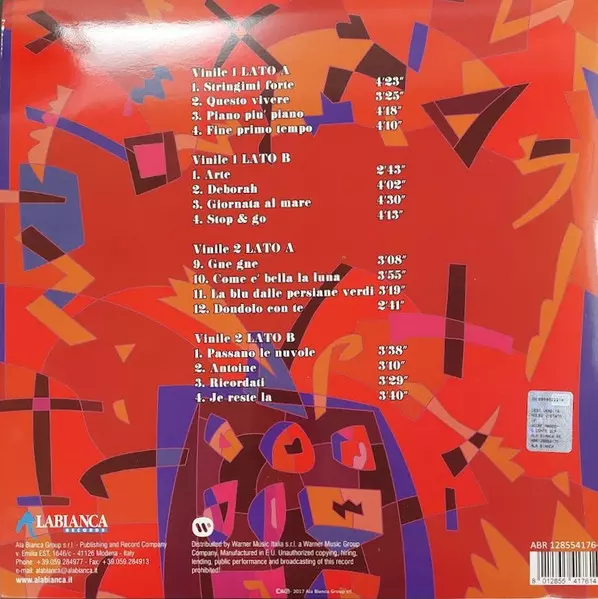 Vinile 1 LATO A
1. Stringimi forte 4'23"
2. Questo vivere 3'25"
3. Piano piu' piano 4'18"
4. Fine primo tempo 4'10"
Vinile 1 LATO B
1. Arte 2'43"
2. Deborah 4'02"
3. Giornata al mare 4'30"
4. Stop & go 4'13"
Vinile 2 LATO A
9. Gne gne 3'08"
10. Come e' bella la luna 3'55"
11. La blu dalle persiane verdi 3'19"
12. Dondolo con te 2'41"
Vinile 2 LATO B
1. Passano le nuvole 3'38"
2. Antoine 3'10"
3. Ricordati 3'29"
4. Je reste la 3'40"
ALABIANCA
RECORDS
Ala Bianca Group s.r.l. - Publishing and Record Company
v. Emilia EST, 1646/c - 41126 Modena - Italy
Phone: +39.059.284977 - Fax: +39.059.284913
e-mail: alabianca@alabianca.it
www.alabianca.it
Distributed by Warner Music Italia s.r.l. a Warner Music Group
Company. Manufactured in E.U. Unauthorized copying, hiring,
lending, public performance and broadcasting of this record
prohibited!
2017 Ala Bianca Group srl
ABR 12855417
8 012855 417614